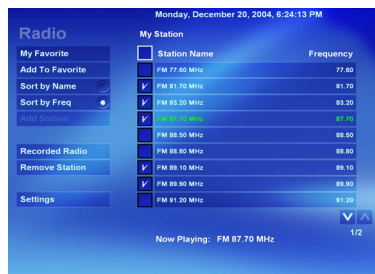 Monday, December 20, 2004, 6:24:13 PM
Radio
My Station
My Favorite
Add To Favorite
Sort by Name
Sort by Freq
Add Station
Recorded Radio
Remove Station
Settings
Station Name Frequency
FM 77.60 MHz 77.60
FM 81.70 MHz 81.70
FM 83.20 MHz 83.20
FM 87.70 MHz 87.70
FM 88.50 MHz 88.50
FM 88.80 MHz 88.80
FM 89.10 MHz 89.10
FM 89.90 MHz 89.90
FM 91.20 MHz 91.20
1/2
Now Playing: FM 87.70 MHz